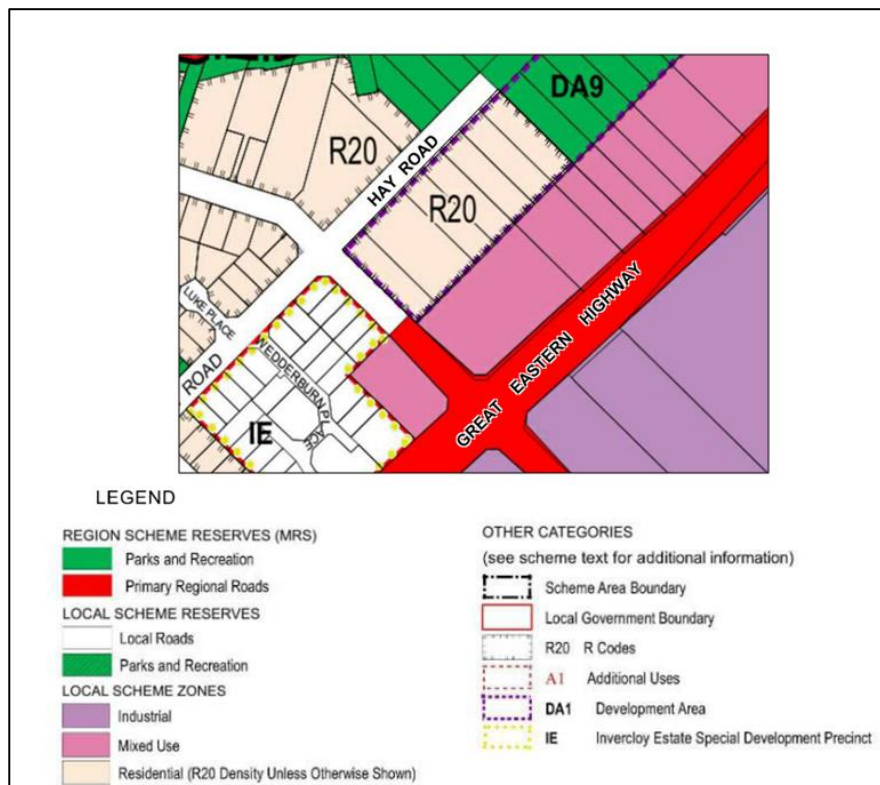 DA9
R20
HAY ROAD
R20
LUKE PLACE
WEDDERBURN PLACE
ROAD
IE
GREAT EASTERN HIGHWAY
LEGEND
REGION SCHEME RESERVES (MRS)
Parks and Recreation
Primary Regional Roads
LOCAL SCHEME RESERVES
Local Roads
Parks and Recreation
LOCAL SCHEME ZONES
Industrial
Mixed Use
Residential (R20 Density Unless Otherwise Shown)
OTHER CATEGORIES
(see scheme text for additional information)
Scheme Area Boundary
Local Government Boundary
R20 R Codes
A1 Additional Uses
DA1 Development Area
IE Invercloy Estate Special Development Precinct